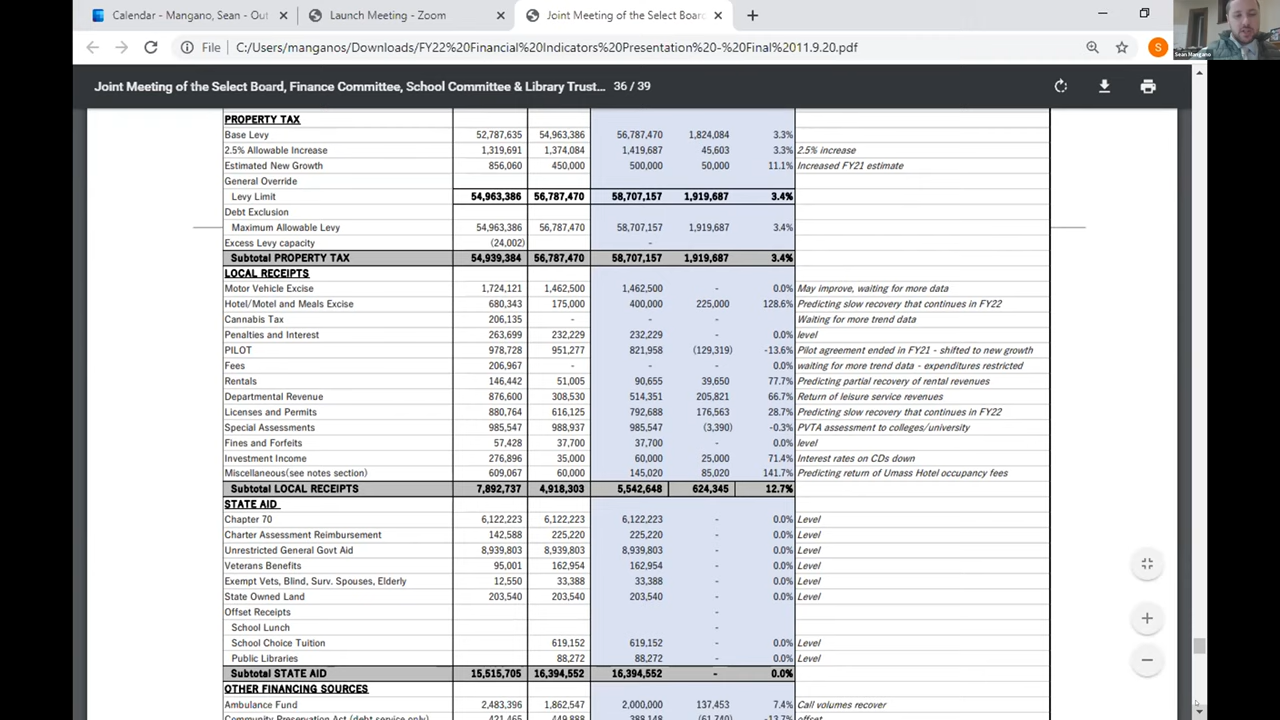 Calendar - Mangano, Sean - Out
Launch Meeting - Zoom
Joint Meeting of the Select Board
File C:/Users/manganos/Downloads/FY22%20Financial%20Indicators%20Presentation%20-%20Final%2011.9.20.pdf
S
Sean Mangano
Joint Meeting of the Select Board, Finance Committee, School Committee & Library Trust... 36 / 39
PROPERTY TAX
Base Levy 52,787,635 54,963,386 56,787,470 1,824,084 3.3%
2.5% Allowable Increase 1,319,691 1,374,084 1,419,687 45,603 3.3% 2.5% increase
Estimated New Growth 856,060 450,000 500,000 50,000 11.1% Increased FY21 estimate
General Override
Levy Limit 54,963,386 56,787,470 58,707,157 1,919,687 3.4%
Debt Exclusion
Maximum Allowable Levy 54,963,386 56,787,470 58,707,157 1,919,687 3.4%
Excess Levy capacity (24,002) -
Subtotal PROPERTY TAX 54,939,384 56,787,470 58,707,157 1,919,687 3.4%
LOCAL RECEIPTS
Motor Vehicle Excise 1,724,121 1,462,500 1,462,500 - 0.0% May improve, waiting for more data
Hotel/Motel and Meals Excise 680,343 175,000 400,000 225,000 128.6% Predicting slow recovery that continues in FY22
Cannabis Tax 206,135 - - - Waiting for more trend data
Penalties and Interest 263,699 232,229 232,229 - 0.0% level
PILOT 978,728 951,277 821,958 (129,319) -13.6% Pilot agreement ended in FY21 - shifted to new growth
Fees 206,967 - - - 0.0% waiting for more trend data - expenditures restricted
Rentals 146,442 51,005 90,655 39,650 77.7% Predicting partial recovery of rental revenues
Departmental Revenue 876,600 308,530 514,351 205,821 66.7% Return of leisure service revenues
Licenses and Permits 880,764 616,125 792,688 176,563 28.7% Predicting slow recovery that continues in FY22
Special Assessments 985,547 988,937 985,547 (3,390) -0.3% PVTA assessment to colleges/university
Fines and Forfeits 57,428 37,700 37,700 - 0.0% level
Investment Income 276,896 35,000 60,000 25,000 71.4% Interest rates on CDs down
Miscellaneous(see notes section) 609,067 60,000 145,020 85,020 141.7% Predicting return of Umass Hotel occupancy fees
Subtotal LOCAL RECEIPTS 7,892,737 4,918,303 5,542,648 624,345 12.7%
STATE AID
Chapter 70 6,122,223 6,122,223 6,122,223 - 0.0% Level
Charter Assessment Reimbursement 142,588 225,220 225,220 - 0.0% Level
Unrestricted General Govt Aid 8,939,803 8,939,803 8,939,803 - 0.0% Level
Veterans Benefits 95,001 162,954 162,954 - 0.0% Level
Exempt Vets, Blind, Surv. Spouses, Elderly 12,550 33,388 33,388 - 0.0% Level
State Owned Land 203,540 203,540 203,540 - 0.0% Level
Offset Receipts -
School Lunch -
School Choice Tuition 619,152 619,152 - 0.0% Level
Public Libraries 88,272 88,272 - 0.0% Level
Subtotal STATE AID 15,515,705 16,394,552 16,394,552 - 0.0%
OTHER FINANCING SOURCES
Ambulance Fund 2,483,396 1,862,547 2,000,000 137,453 7.4% Call volumes recover
Community Preservation Act (debt service only) 421,465 449,888 388,148 (61,740) -13.7% offset